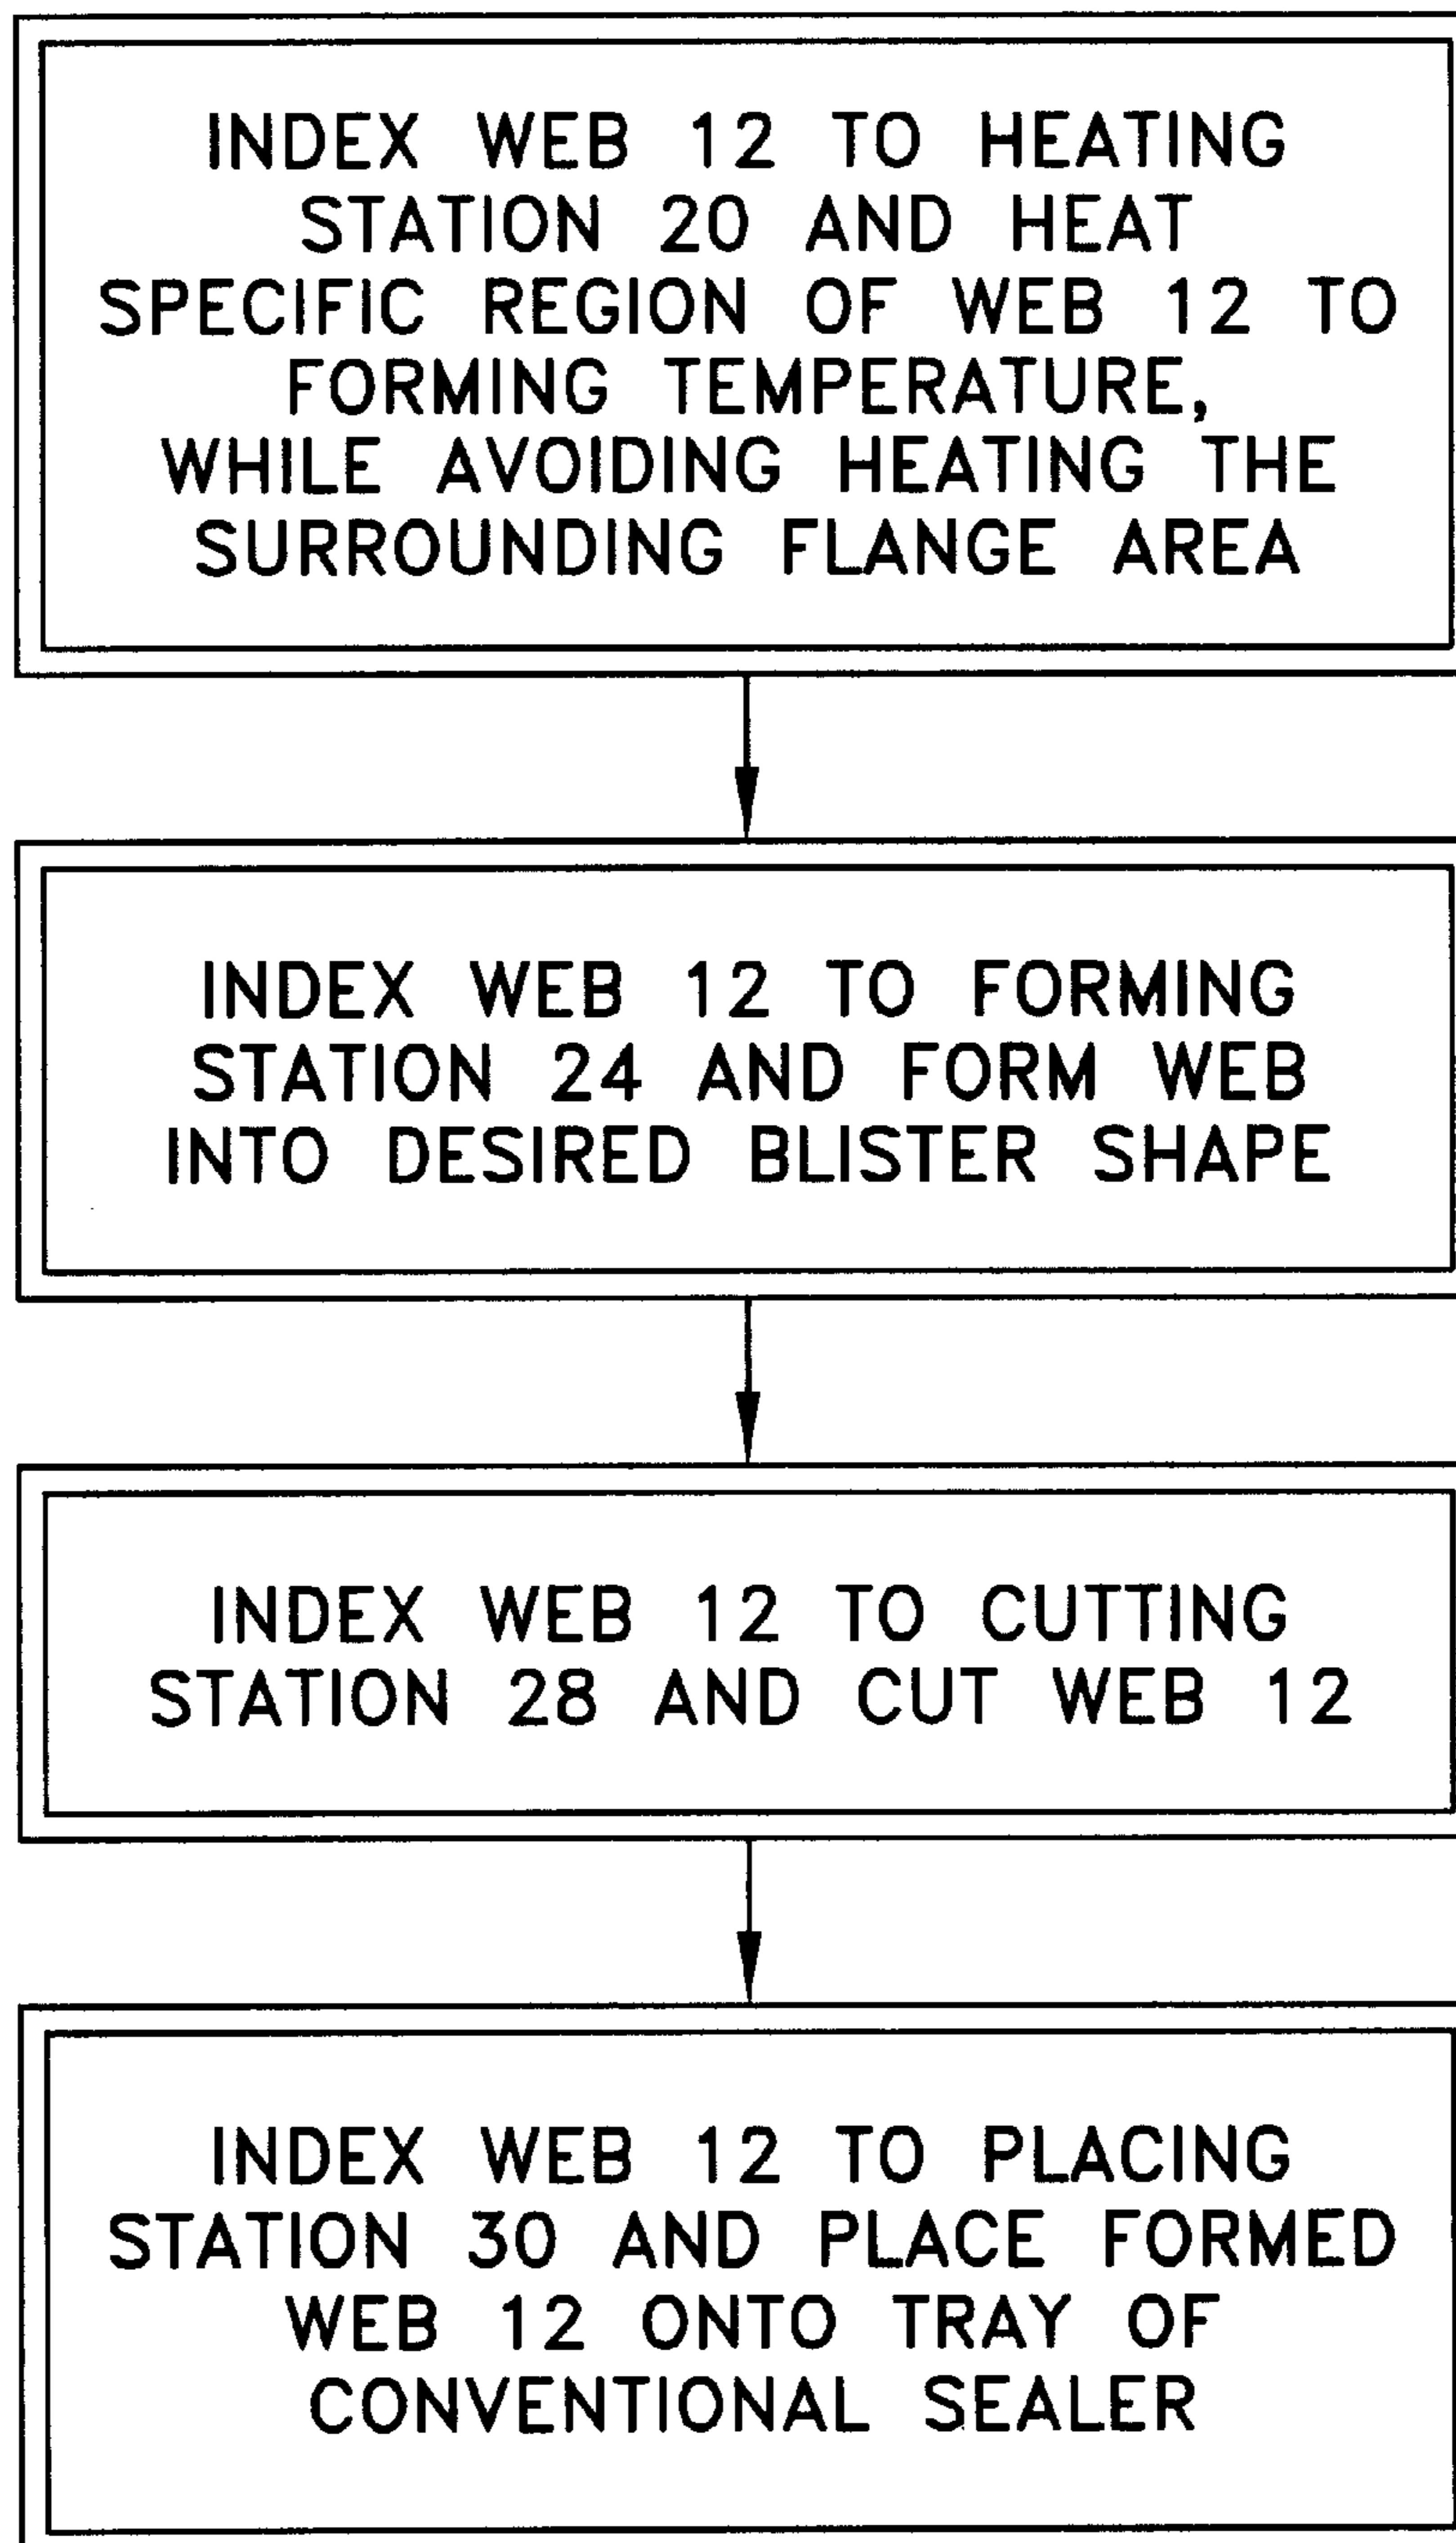 INDEX WEB 12 TO HEATING
STATION 20 AND HEAT
SPECIFIC REGION OF WEB 12 TO
FORMING TEMPERATURE,
WHILE AVOIDING HEATING THE
SURROUNDING FLANGE AREA
INDEX WEB 12 TO FORMING
STATION 24 AND FORM WEB
INTO DESIRED BLISTER SHAPE
INDEX WEB 12 TO CUTTING
STATION 28 AND CUT WEB 12
INDEX WEB 12 TO PLACING
STATION 30 AND PLACE FORMED
WEB 12 ONTO TRAY OF
CONVENTIONAL SEALER